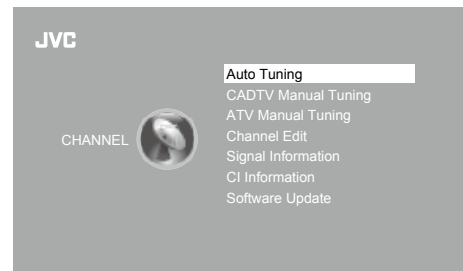 JVC
CHANNEL
Auto Tuning
CADTV Manual Tuning
ATV Manual Tuning
Channel Edit
Signal Information
CI Information
Software Update